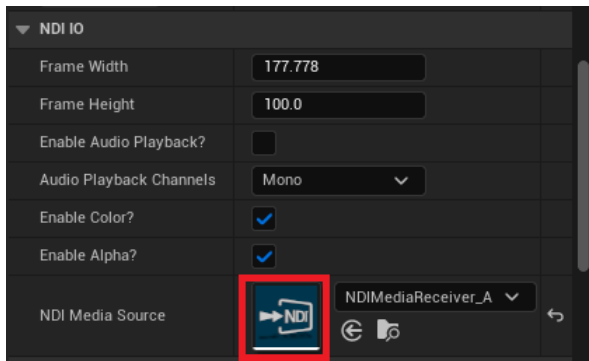 NDI IO
Frame Width 177.778
Frame Height 100.0
Enable Audio Playback?
Audio Playback Channels Mono
Enable Color?
Enable Alpha?
NDI Media Source NDI NDIMediaReceiver_A